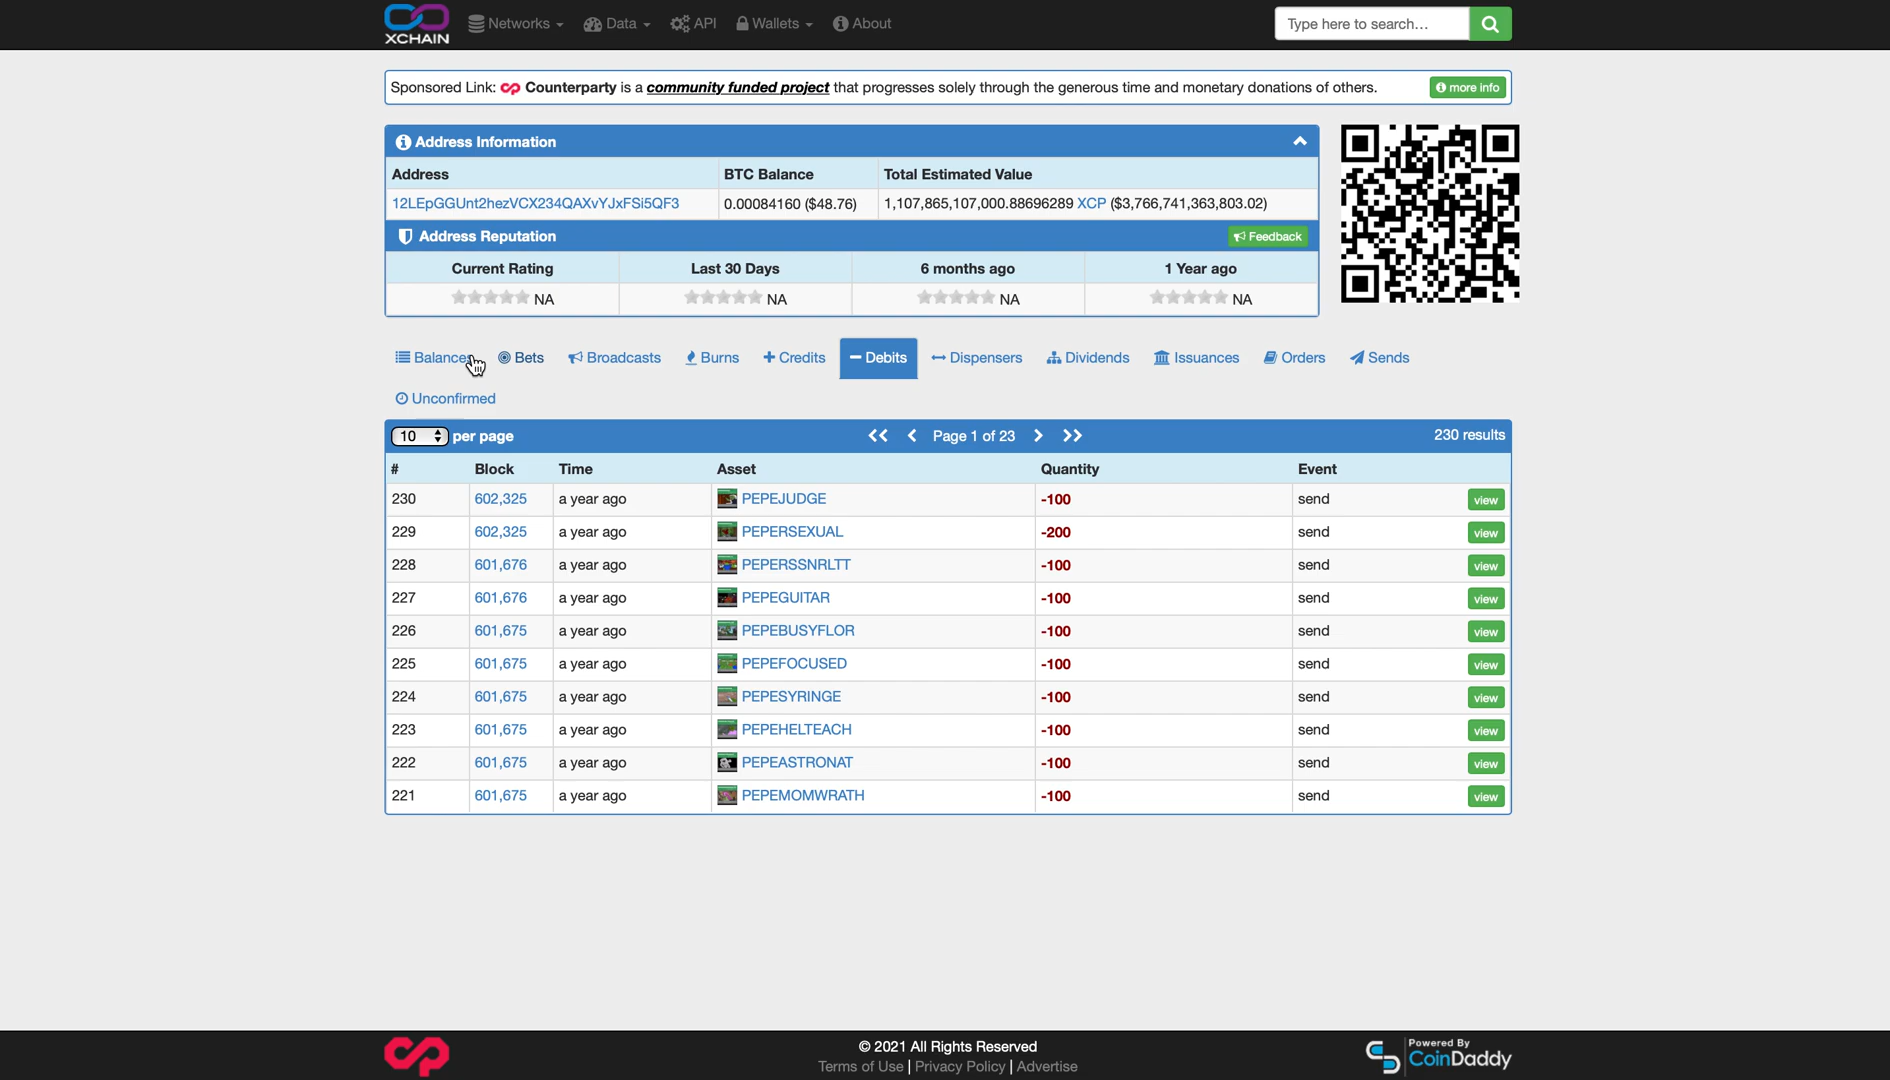 XCHAIN
Networks Data API Wallets About
Type here to search...
Sponsored Link: Counterparty is a community funded project that progresses solely through the generous time and monetary donations of others. more info
Address Information
Address BTC Balance Total Estimated Value
12LEpGGUnt2hezVCX234QAXvYJxFSi5QF3 0.00084160 ($48.76) 1,107,865,107,000.88696289 XCP ($3,766,741,363,803.02)
Address Reputation Feedback
Current Rating Last 30 Days 6 months ago 1 Year ago
NA NA NA NA
Balances Bets Broadcasts Burns Credits Debits Dispensers Dividends Issuances Orders Sends
Unconfirmed
10 per page Page 1 of 23 230 results
# Block Time Asset Quantity Event
230 602,325 a year ago PEPEJUDGE -100 send view
229 602,325 a year ago PEPERSEXUAL -200 send view
228 601,676 a year ago PEPERSSNRLTT -100 send view
227 601,676 a year ago PEPEGUITAR -100 send view
226 601,675 a year ago PEPEBUSYFLOR -100 send view
225 601,675 a year ago PEPEFOCUSED -100 send view
224 601,675 a year ago PEPESYRINGE -100 send view
223 601,675 a year ago PEPEHELTEACH -100 send view
222 601,675 a year ago PEPEASTRONAT -100 send view
221 601,675 a year ago PEPEMOMWRATH -100 send view
© 2021 All Rights Reserved
Terms of Use | Privacy Policy | Advertise
Powered By
CoinDaddy